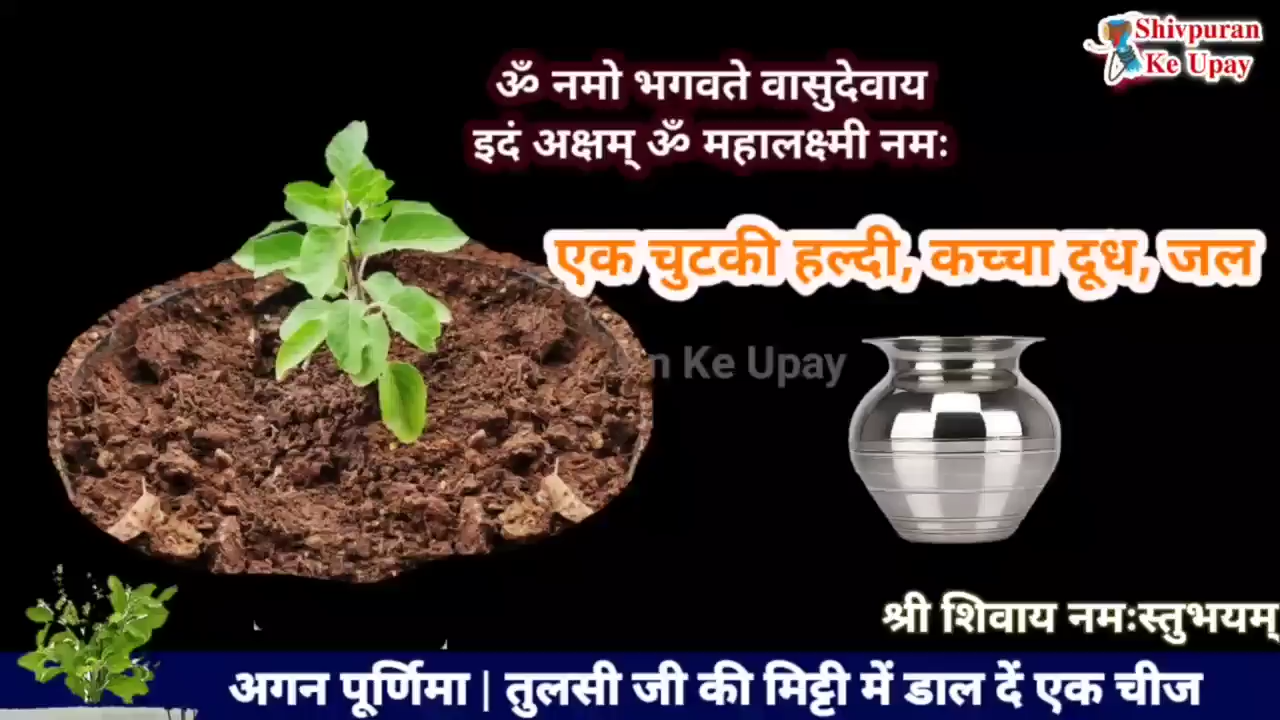 Shivpuran
Ke Upay
ॐ नमो भगवते वासुदेवाय
इदं अक्षम् ॐ महालक्ष्मी नमः
एक चुटकी हल्दी, कच्चा दूध, जल
Ke Upay
श्री शिवाय नमःस्तुभयम्
अगन पूर्णिमा | तुलसी जी की मिट्टी में डाल दें एक चीज